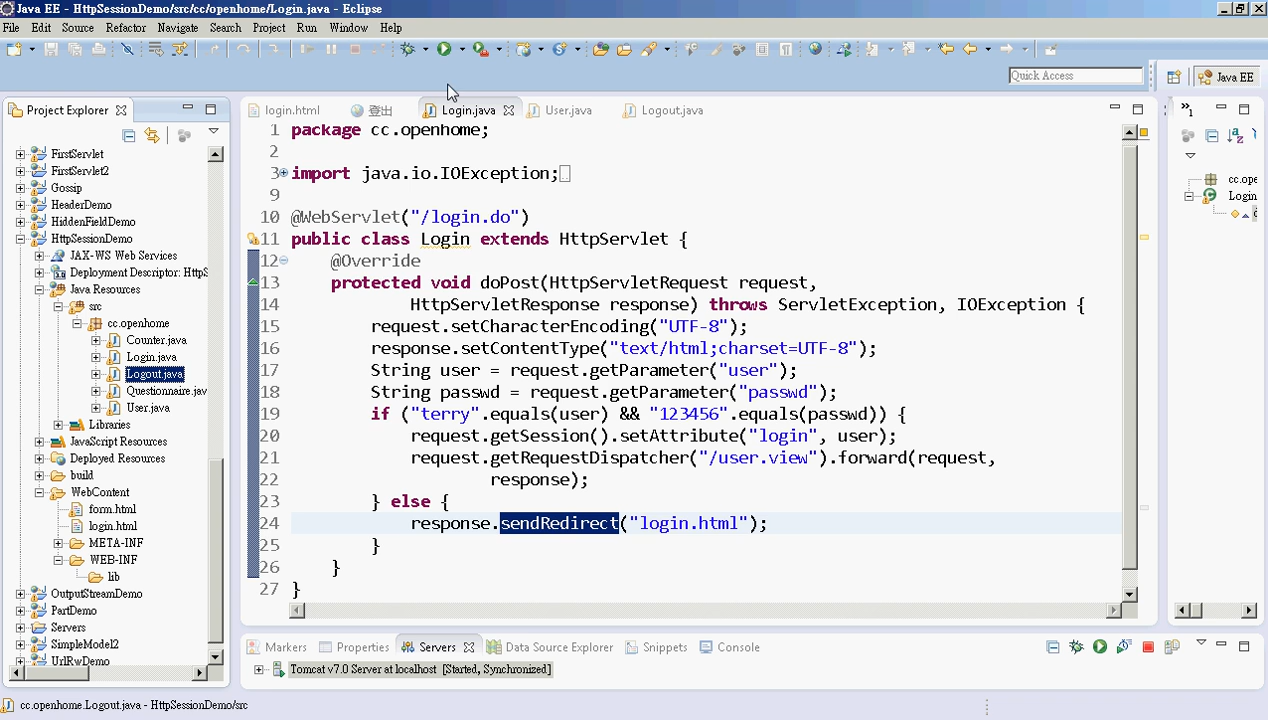 Java EE - HttpSessionDemo/src/cc/openhome/Login.java - Eclipse
File Edit Source Refactor Navigate Search Project Run Window Help
Quick Access
Java EE
Project Explorer
login.html 登出 Login.java User.java Logout.java
FirstServlet
FirstServlet2
Gossip
HeaderDemo
HiddenFieldDemo
HttpSessionDemo
JAX-WS Web Services
Deployment Descriptor: HttpS
Java Resources
src
cc.openhome
Counter.java
Login.java
Logout.java
Questionnaire.jav
User.java
Libraries
JavaScript Resources
Deployed Resources
build
WebContent
form.html
login.html
META-INF
WEB-INF
lib
OutputStreamDemo
PartDemo
Servers
SimpleModel2
UrlRwDemo
1 package cc.openhome;
2
3 import java.io.IOException;
9
10 @WebServlet("/login.do")
11 public class Login extends HttpServlet {
12 @Override
13 protected void doPost(HttpServletRequest request,
14 HttpServletResponse response) throws ServletException, IOException {
15 request.setCharacterEncoding("UTF-8");
16 response.setContentType("text/html;charset=UTF-8");
17 String user = request.getParameter("user");
18 String passwd = request.getParameter("passwd");
19 if ("terry".equals(user) && "123456".equals(passwd)) {
20 request.getSession().setAttribute("login", user);
21 request.getRequestDispatcher("/user.view").forward(request,
22 response);
23 } else {
24 response.sendRedirect("login.html");
25 }
26 }
27 }
cc.ope
Login
Markers Properties Servers Data Source Explorer Snippets Console
Tomcat v7.0 Server at localhost [Started, Synchronized]
cc.openhome.Logout.java - HttpSessionDemo/src